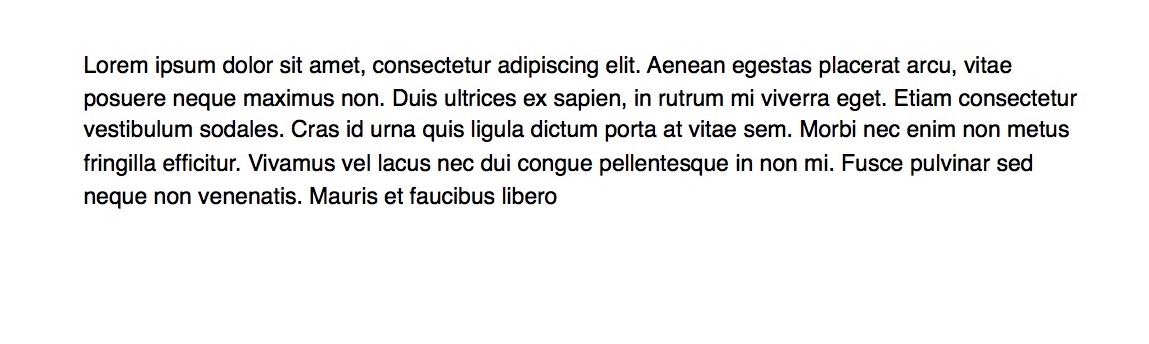 Lorem ipsum dolor sit amet, consectetur adipiscing elit. Aenean egestas placerat arcu, vitae
posuere neque maximus non. Duis ultrices ex sapien, in rutrum mi viverra eget. Etiam consectetur
vestibulum sodales. Cras id urna quis ligula dictum porta at vitae sem. Morbi nec enim non metus
fringilla efficitur. Vivamus vel lacus nec dui congue pellentesque in non mi. Fusce pulvinar sed
neque non venenatis. Mauris et faucibus libero